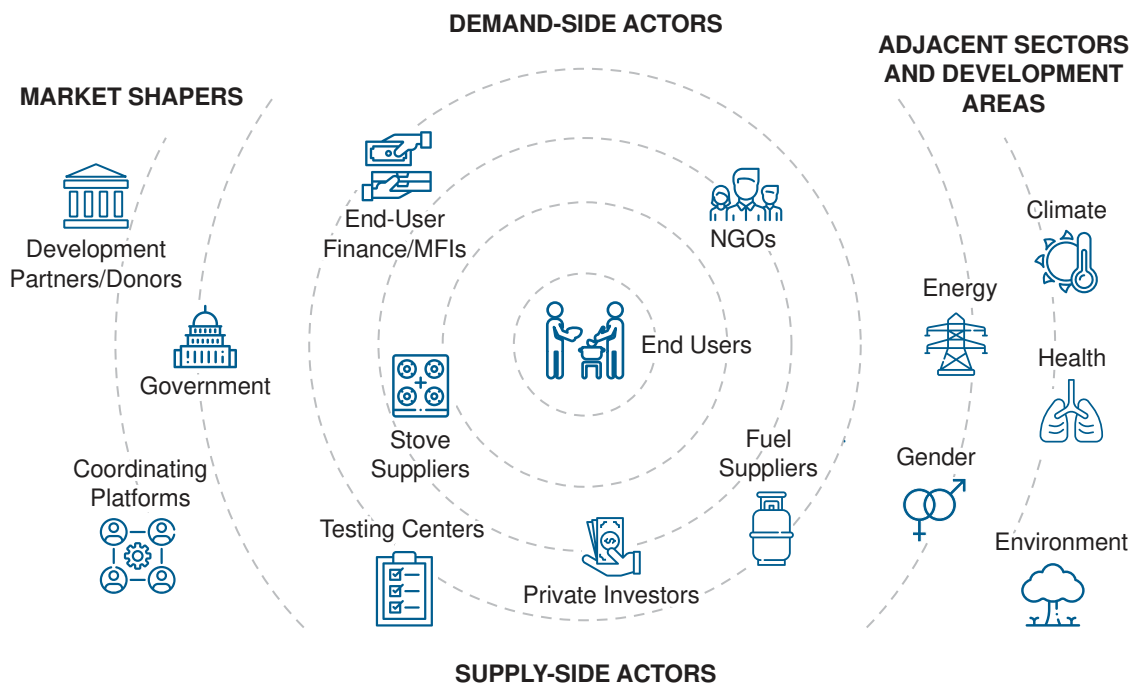 DEMAND-SIDE ACTORS
ADJACENT SECTORS
AND DEVELOPMENT
AREAS
MARKET SHAPERS
Development
Partners/Donors
Government
Coordinating
Platforms
End-User
Finance/MFIs
NGOs
End Users
Stove
Suppliers
Fuel
Suppliers
Testing Centers
Private Investors
Climate
Energy
Health
Gender
Environment
SUPPLY-SIDE ACTORS